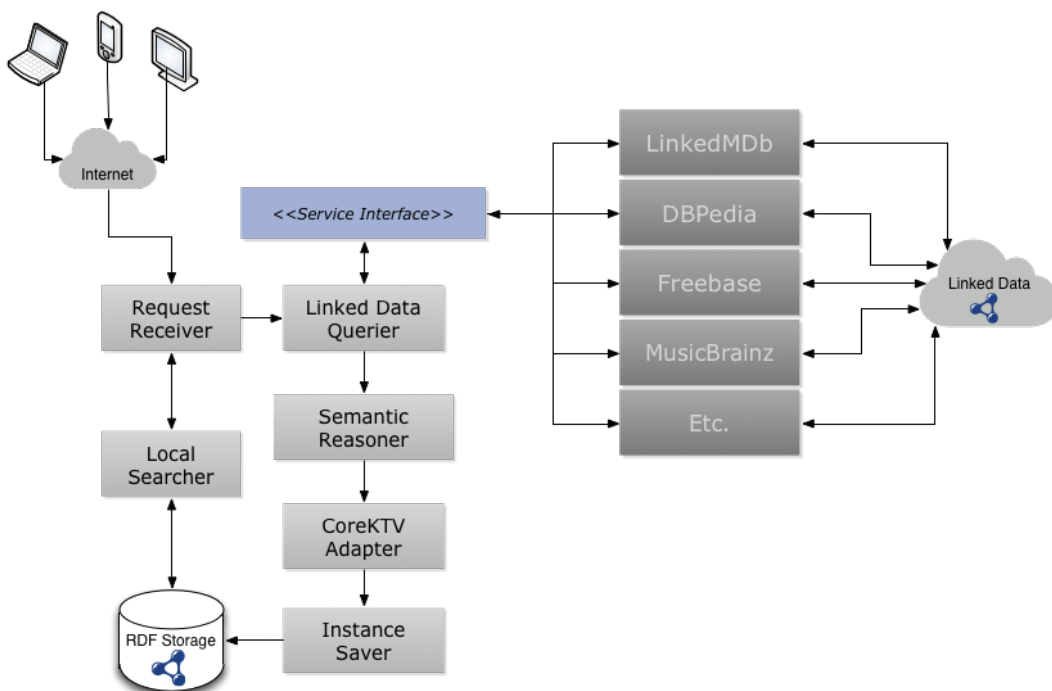 Internet
<<Service Interface>>
LinkedMDb
DBPedia
Freebase
MusicBrainz
Etc.
Linked Data
Request
Receiver
Linked Data
Querier
Semantic
Reasoner
Local
Searcher
CoreKTV
Adapter
RDF Storage
Instance
Saver